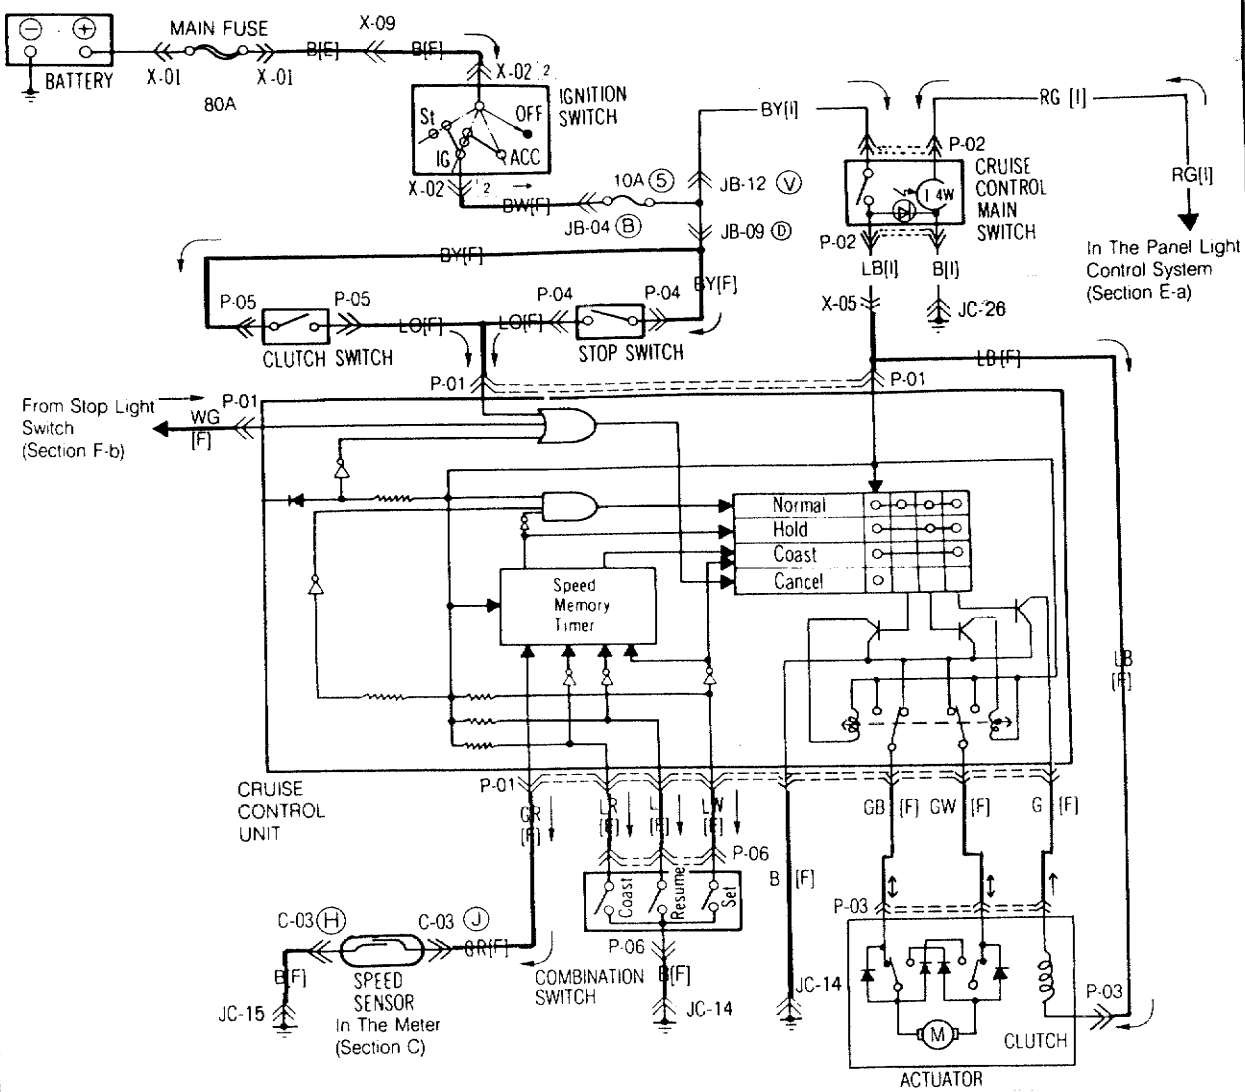 BATTERY
MAIN FUSE
X-01
X-01
80A
X-09
B[E]
B[F]
X-02 2
IGNITION
SWITCH
St
OFF
IG
ACC
X-02 2
BW[F]
10A 5
JB-04 B
JB-12 V
JB-09 D
BY[I]
RG [I]
P-02
CRUISE
CONTROL
MAIN
SWITCH
1 4W
RG[I]
In The Panel Light
Control System
(Section E-a)
P-02
LB[I]
B[I]
X-05
JC-26
BY[F]
BY[F]
P-05
P-05
P-04
P-04
LO[F]
LO[F]
CLUTCH SWITCH
STOP SWITCH
LB[F]
P-01
P-01
From Stop Light
Switch
(Section F-b)
WG
[F]
P-01
Normal
Hold
Coast
Cancel
Speed
Memory
Timer
LB
[F]
CRUISE
CONTROL
UNIT
P-01
GR
[F]
LR
[F]
L
[F]
LW
[F]
GB [F]
GW [F]
G [F]
P-06
Coast
Resume
Set
B [F]
P-03
C-03 H
C-03 J
GR[F]
P-06
COMBINATION
SWITCH
B[F]
B[F]
JC-15
SPEED
SENSOR
In The Meter
(Section C)
JC-14
JC-14
P-03
M
CLUTCH
ACTUATOR